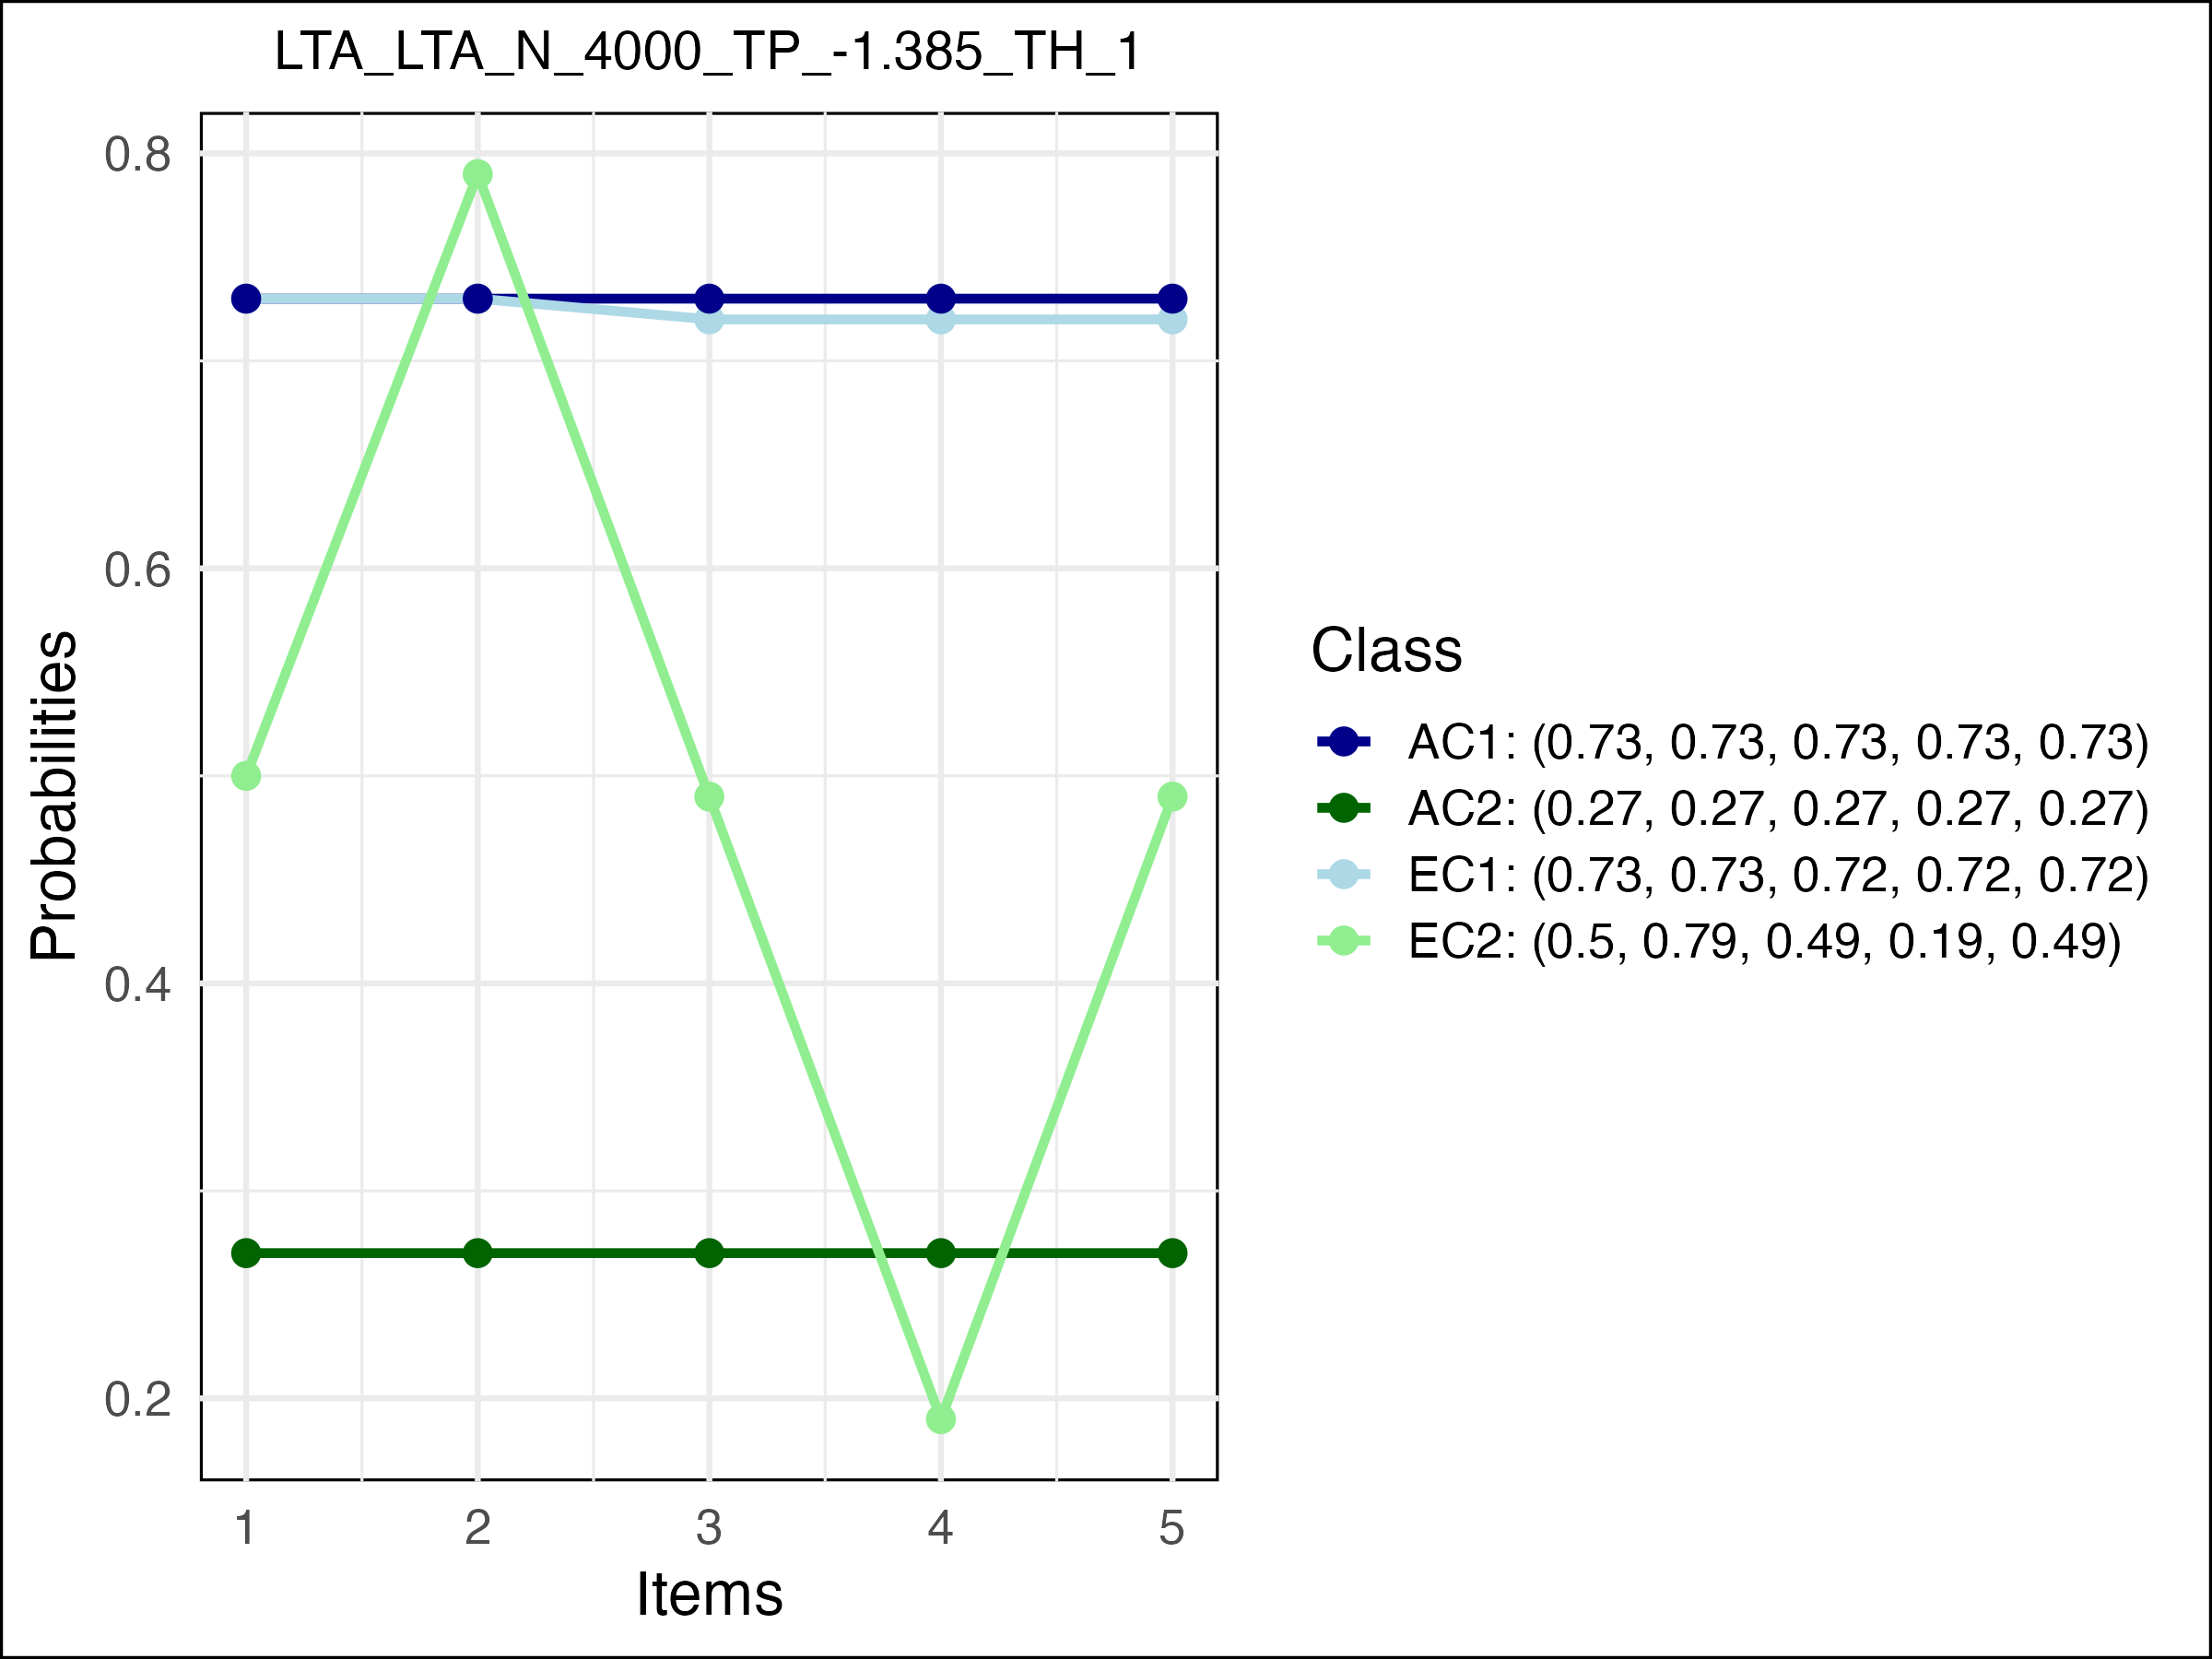 LTA_LTA_N_4000_TP_-1.385_TH_1
0.8
0.6
0.4
0.2
Probabilities
1 2 3 4 5
Items
Class
AC1: (0.73, 0.73, 0.73, 0.73, 0.73)
AC2: (0.27, 0.27, 0.27, 0.27, 0.27)
EC1: (0.73, 0.73, 0.72, 0.72, 0.72)
EC2: (0.5, 0.79, 0.49, 0.19, 0.49)